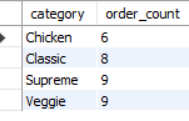 category order_count
Chicken 6
Classic 8
Supreme 9
Veggie 9